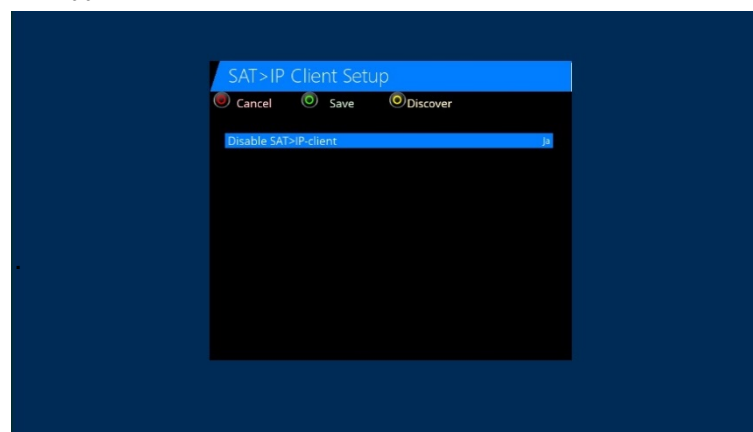 SAT>IP Client Setup
Cancel Save Discover
Disable SAT>IP-client Ja